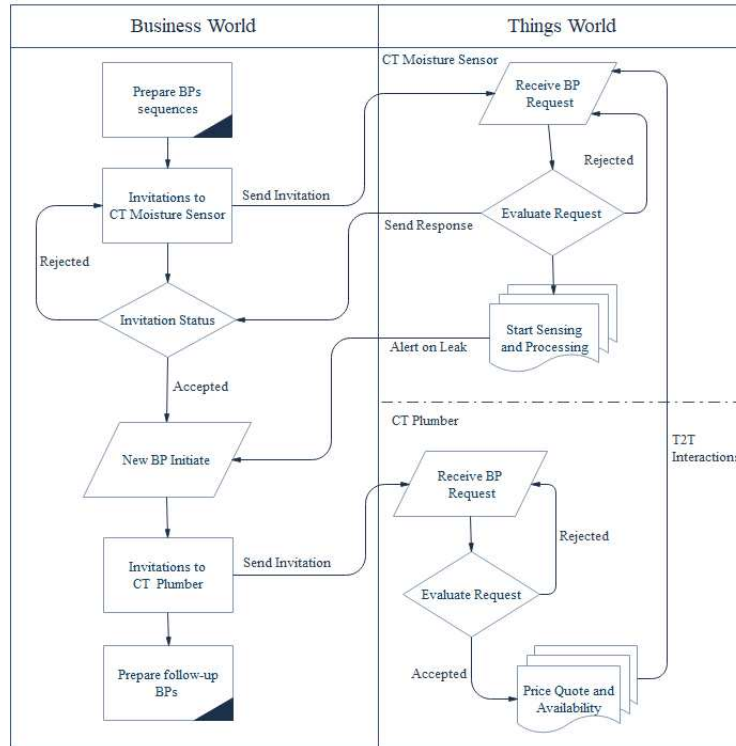 Business World
Things World
CT Moisture Sensor
Prepare BPs
sequences
Receive BP
Request
Rejected
Invitations to
CT Moisture Sensor
Send Invitation
Evaluate Request
Send Response
Rejected
Invitation Status
Start Sensing
and Processing
Alert on Leak
Accepted
CT Plumber
New BP Initiate
T2T
Interactions
Receive BP
Request
Rejected
Invitations to
CT Plumber
Send Invitation
Evaluate Request
Accepted
Prepare follow-up
BPs
Price Quote and
Availability